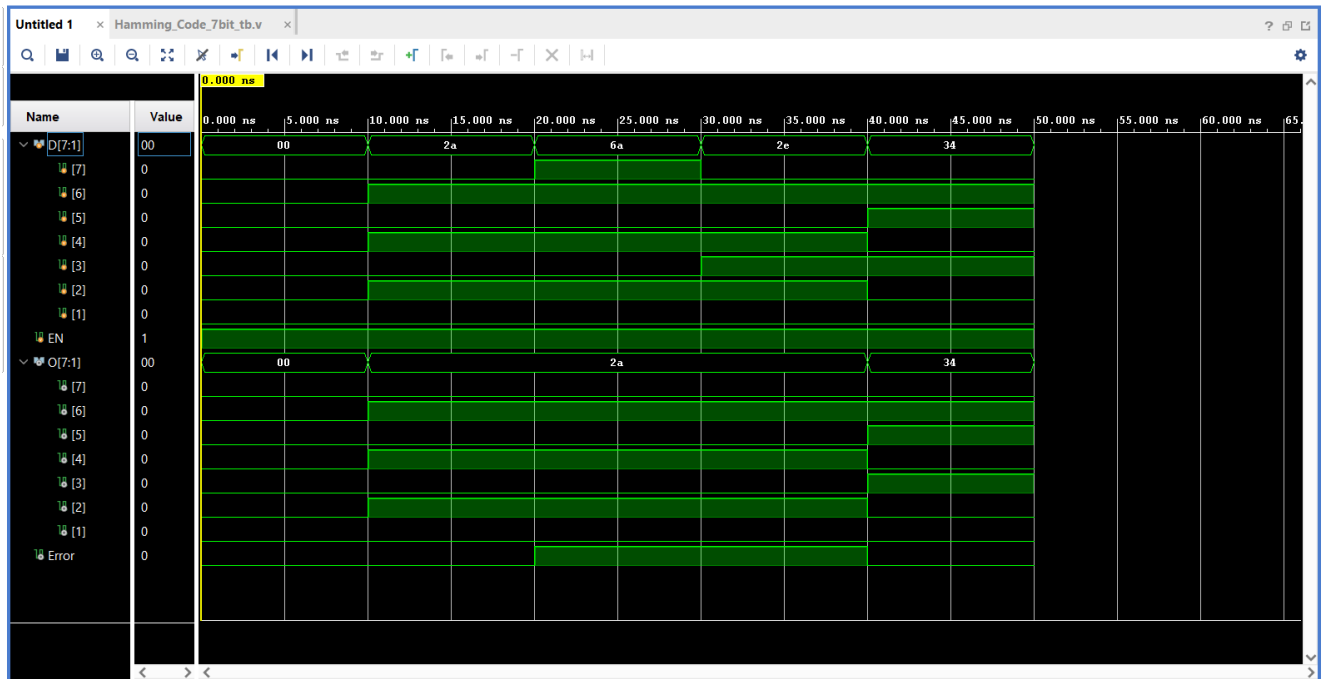 Untitled 1 × Hamming_Code_7bit_tb.v × ?
0.000 ns
Name Value 0.000 ns 5.000 ns 10.000 ns 15.000 ns 20.000 ns 25.000 ns 30.000 ns 35.000 ns 40.000 ns 45.000 ns 50.000 ns 55.000 ns 60.000 ns 65.
D[7:1] 00 00 2a 6a 2e 34
[7] 0
[6] 0
[5] 0
[4] 0
[3] 0
[2] 0
[1] 0
EN 1
O[7:1] 00 00 2a 34
[7] 0
[6] 0
[5] 0
[4] 0
[3] 0
[2] 0
[1] 0
Error 0